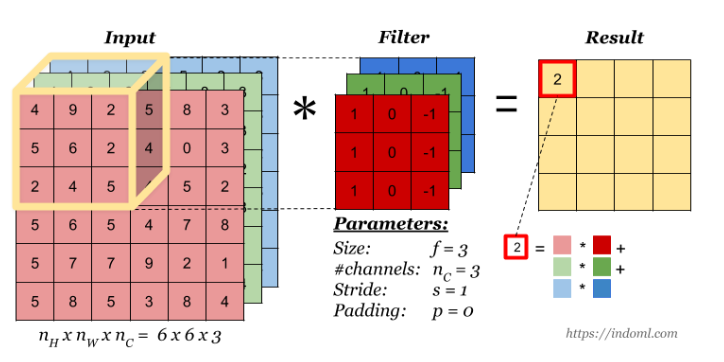 Input Filter Result
4 9 2 5 8 3
5 6 2 4 0 3
2 4 5 5 2
5 6 5 4 7 8
5 7 7 9 2 1
5 8 5 3 8 4
n_H x n_W x n_C = 6 x 6 x 3
*
1 0 -1
1 0 -1
1 0 -1
=
2
Parameters:
Size: f = 3
#channels: n_C = 3
Stride: s = 1
Padding: p = 0
2 = * +
* +
*
https://indoml.com